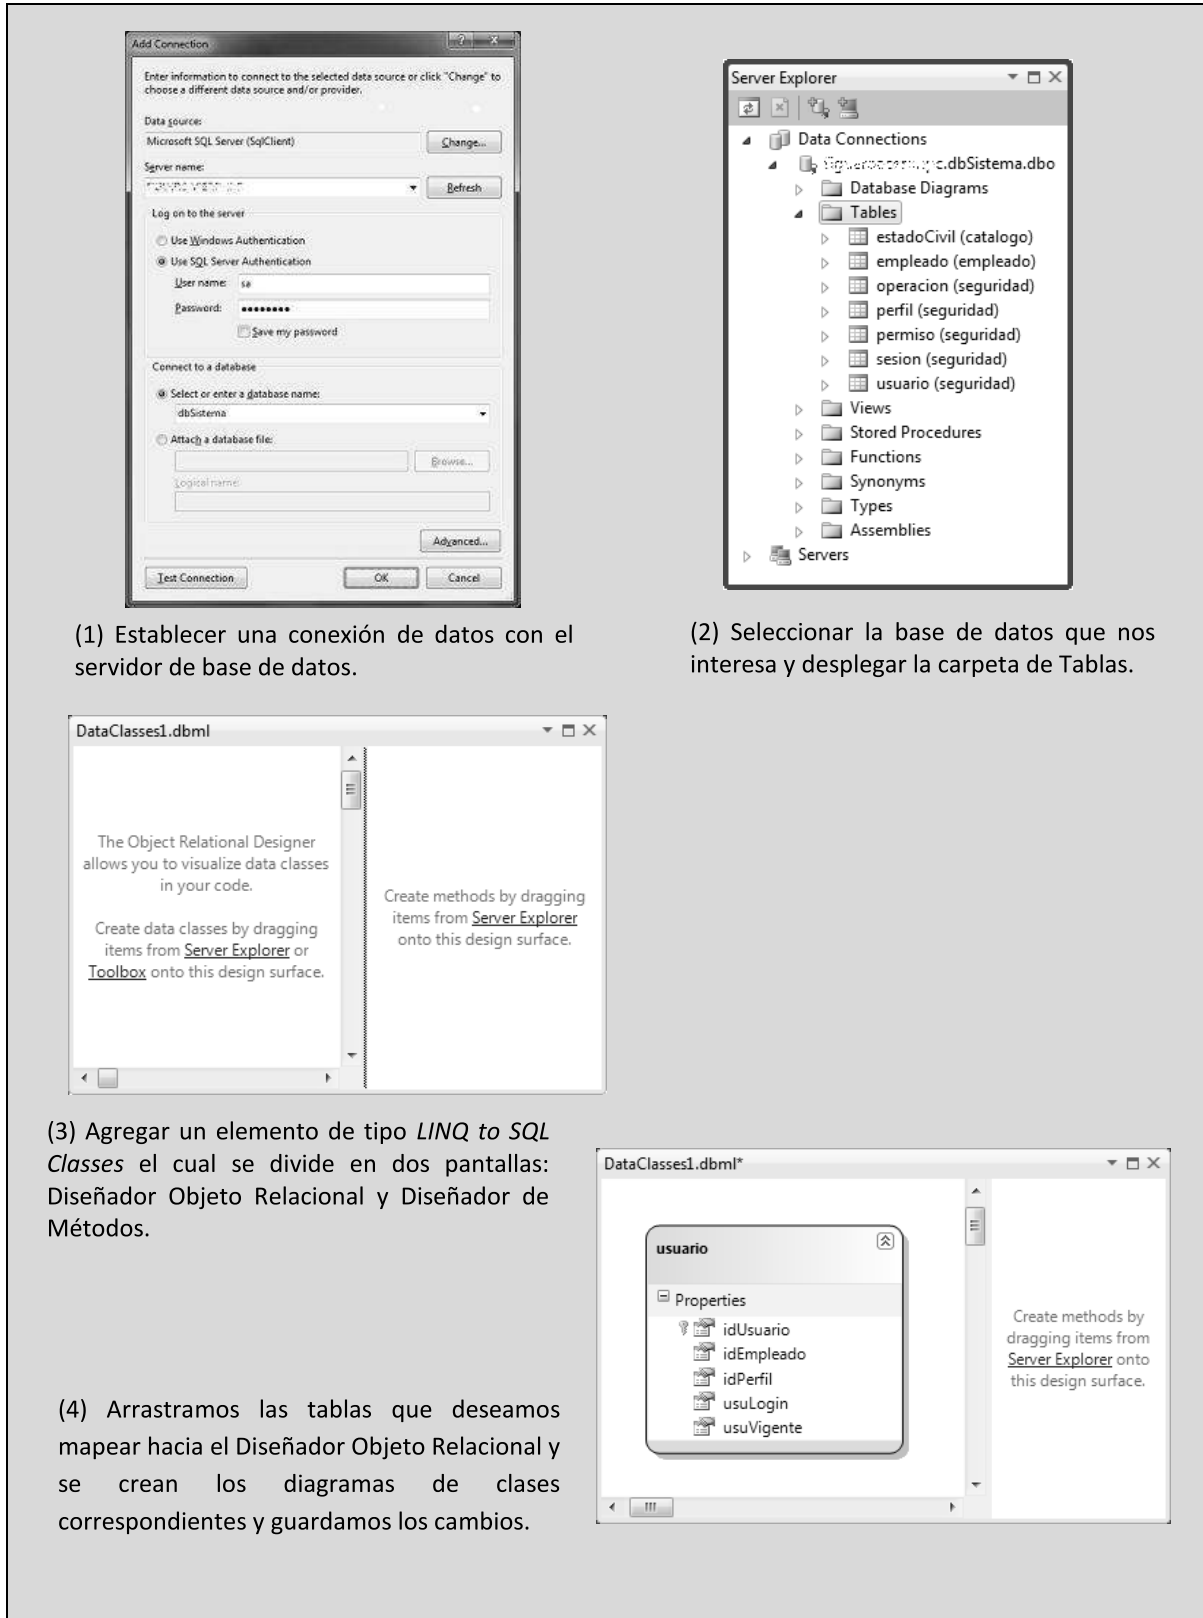 Add Connection
Enter information to connect to the selected data source or click "Change" to
choose a different data source and/or provider.
Data source:
Microsoft SQL Server (SqlClient)
Change...
Server name:
Refresh
Log on to the server
Use Windows Authentication
Use SQL Server Authentication
User name:
sa
Password:
●●●●●●●●
Save my password
Connect to a database
Select or enter a database name:
dbSistema
Attach a database file:
Browse...
Logical name:
Advanced...
Test Connection
OK
Cancel
(1) Establecer una conexión de datos con el
servidor de base de datos.
Server Explorer
Data Connections
c.dbSistema.dbo
Database Diagrams
Tables
estadoCivil (catalogo)
empleado (empleado)
operacion (seguridad)
perfil (seguridad)
permiso (seguridad)
sesion (seguridad)
usuario (seguridad)
Views
Stored Procedures
Functions
Synonyms
Types
Assemblies
Servers
(2) Seleccionar la base de datos que nos
interesa y desplegar la carpeta de Tablas.
DataClasses1.dbml
The Object Relational Designer
allows you to visualize data classes
in your code.
Create data classes by dragging
items from Server Explorer or
Toolbox onto this design surface.
Create methods by dragging
items from Server Explorer
onto this design surface.
(3) Agregar un elemento de tipo LINQ to SQL
Classes el cual se divide en dos pantallas:
Diseñador Objeto Relacional y Diseñador de
Métodos.
DataClasses1.dbml*
usuario
Properties
idUsuario
idEmpleado
idPerfil
usuLogin
usuVigente
Create methods by
dragging items from
Server Explorer onto
this design surface.
(4) Arrastramos las tablas que deseamos
mapear hacia el Diseñador Objeto Relacional y
se crean los diagramas de clases
correspondientes y guardamos los cambios.